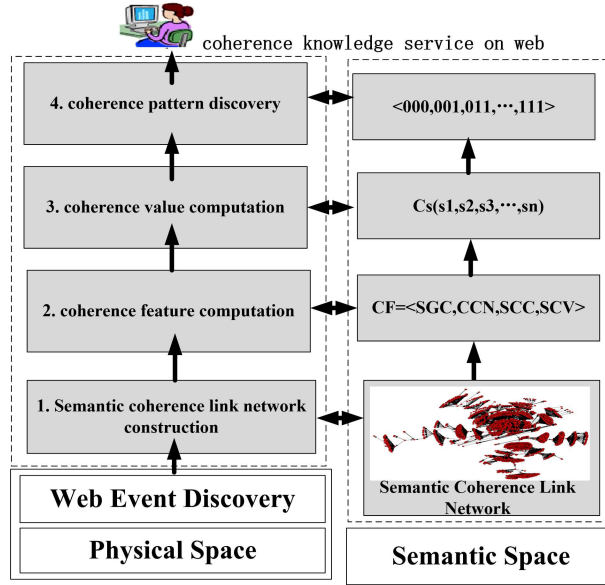 coherence knowledge service on web
4. coherence pattern discovery
<000,001,011,⋯,111>
3. coherence value computation
Cs(s1,s2,s3,⋯,sn)
2. coherence feature computation
CF=<SGC,CCN,SCC,SCV>
1. Semantic coherence link network
construction
Semantic Coherence Link
Network
Web Event Discovery
Physical Space
Semantic Space